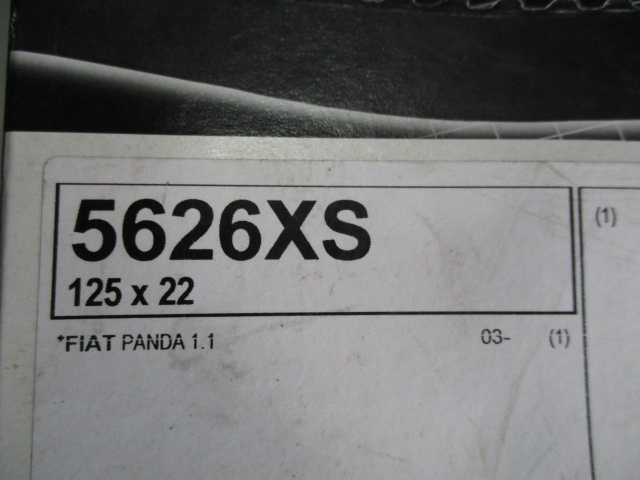 5626XS
125 x 22
*FIAT PANDA 1.1 03- (1)
(1)